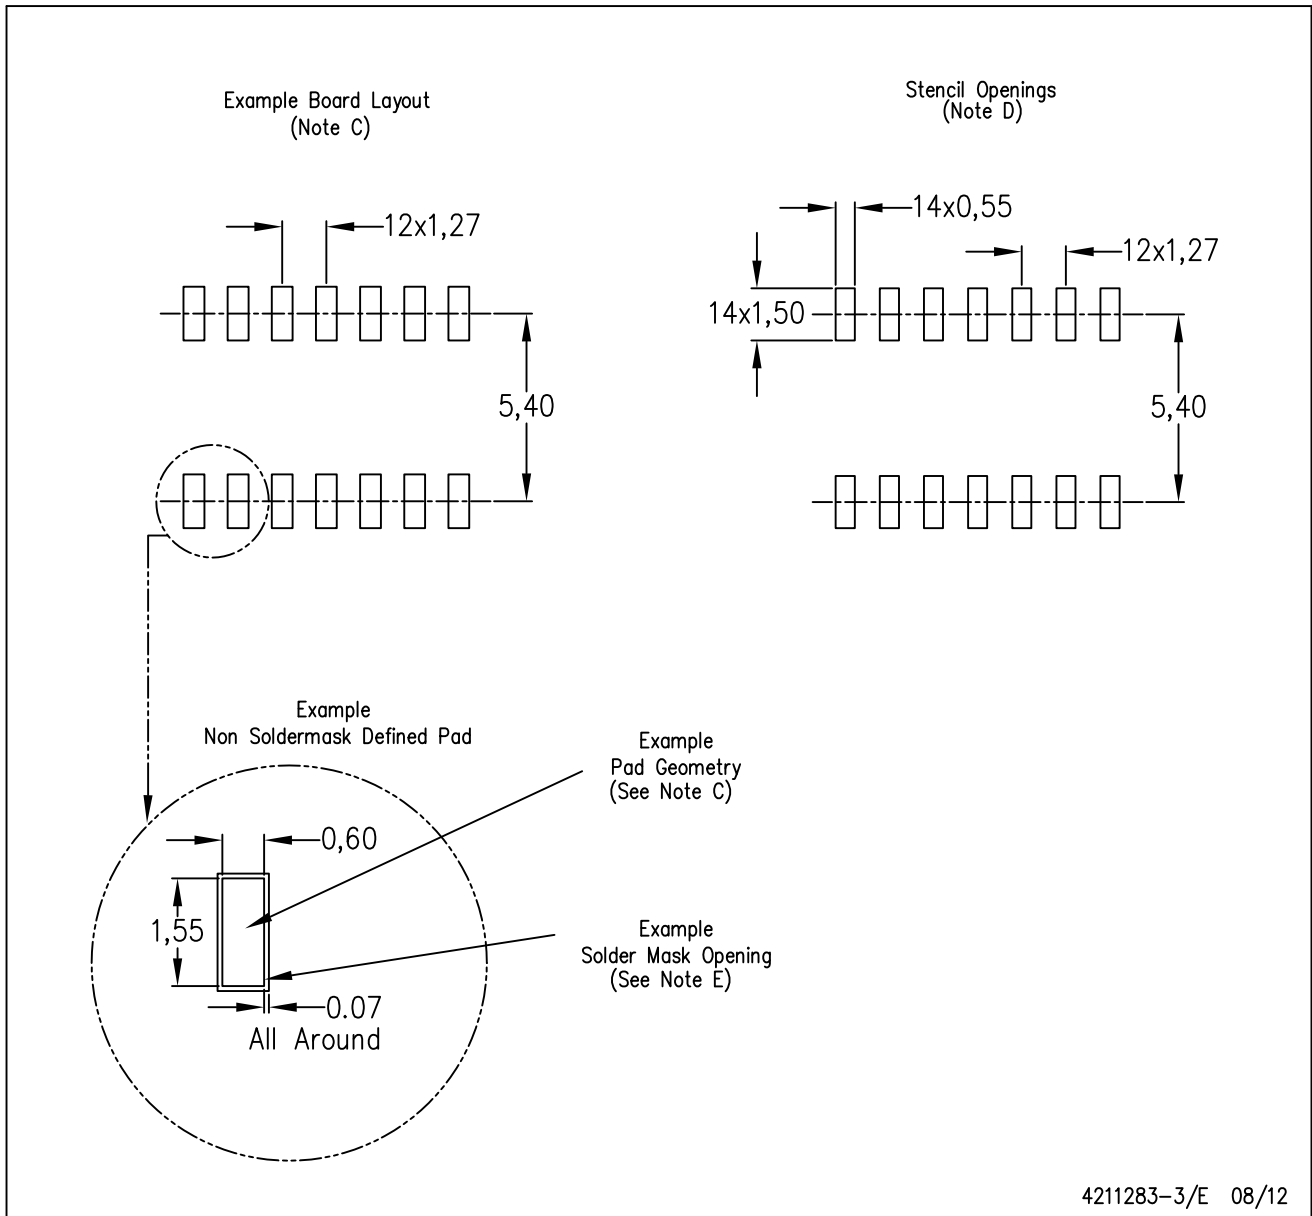 Example Board Layout
(Note C)
Stencil Openings
(Note D)
12x1,27
14x0,55
12x1,27
14x1,50
5,40
5,40
Example
Non Soldermask Defined Pad
Example
Pad Geometry
(See Note C)
0,60
1,55
Example
Solder Mask Opening
(See Note E)
0.07
All Around
4211283-3/E 08/12